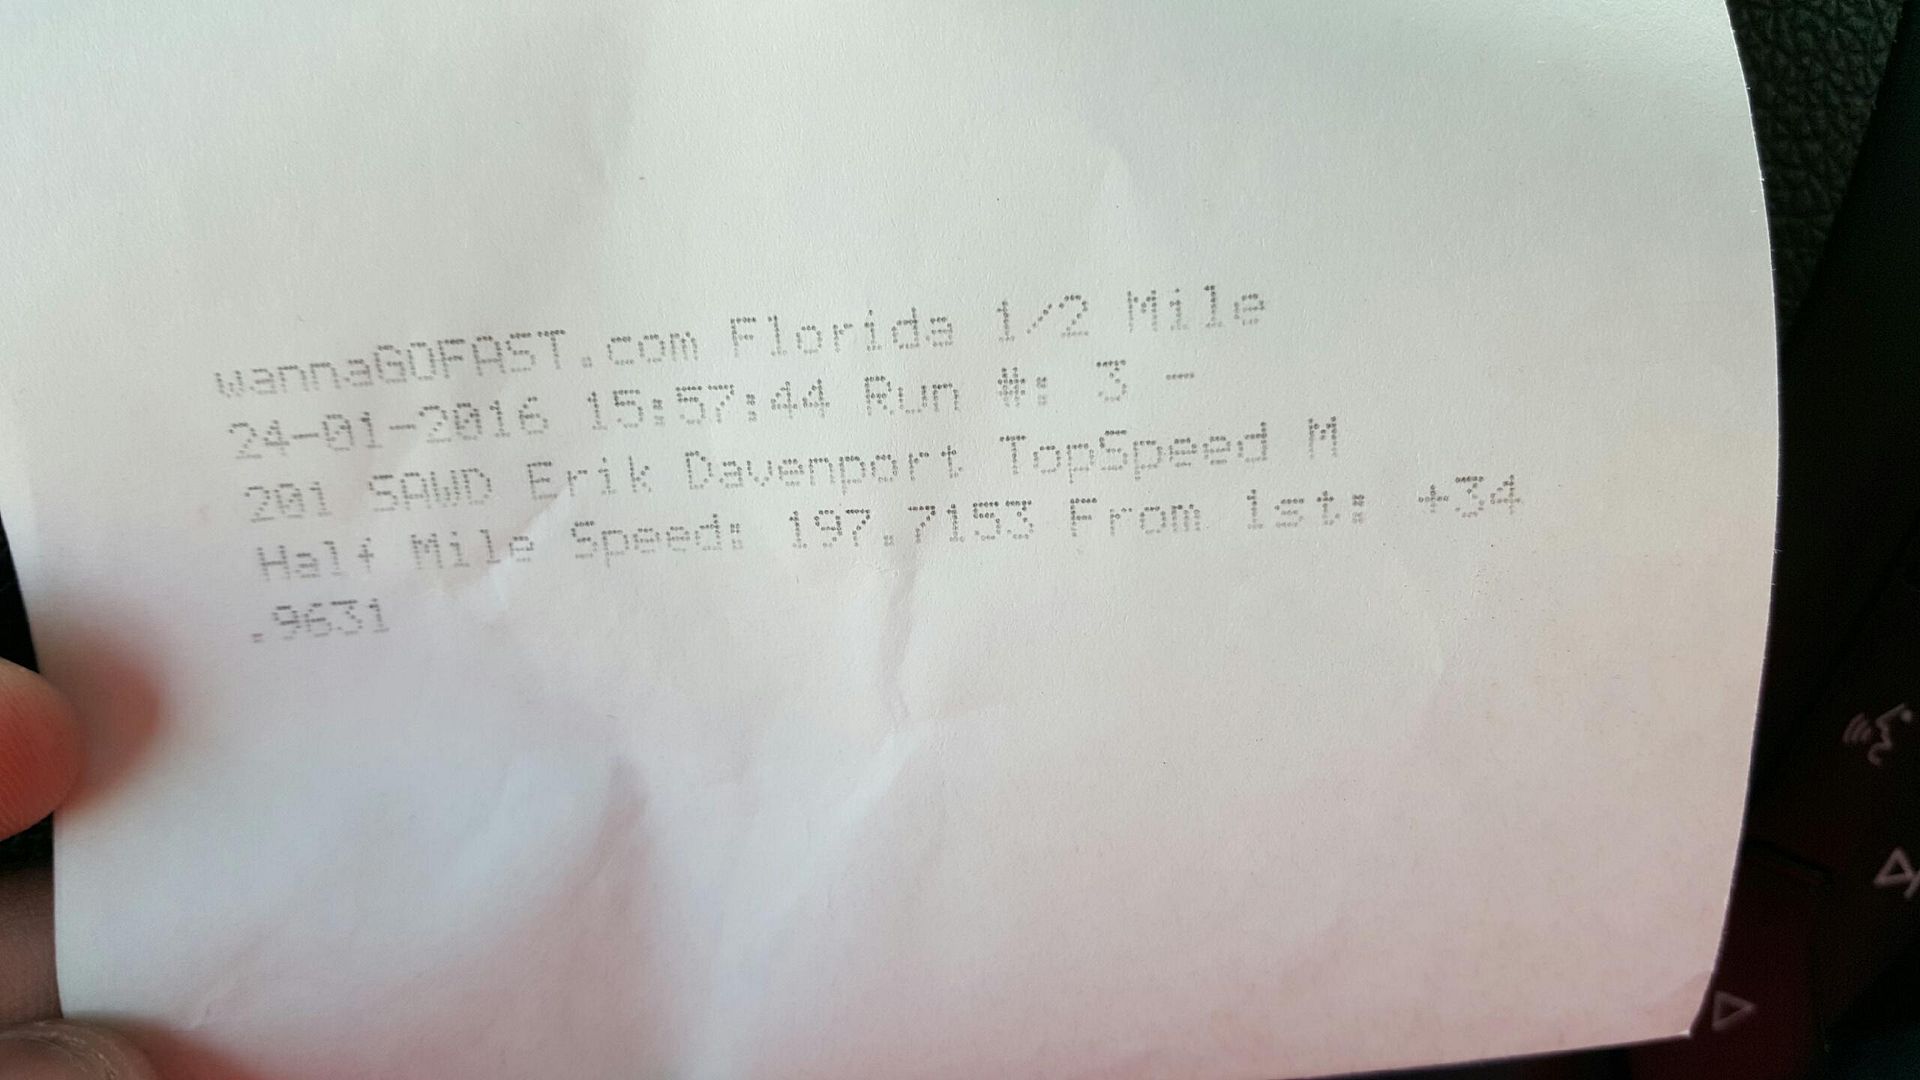 wannaGOFAST.com Florida 1/2 Mile
24-01-2016 15:57:44 Run #: 3 -
201 SAWD Erik Davenport TopSpeed M
Half Mile Speed: 197.7153 From 1st: +34
.9631